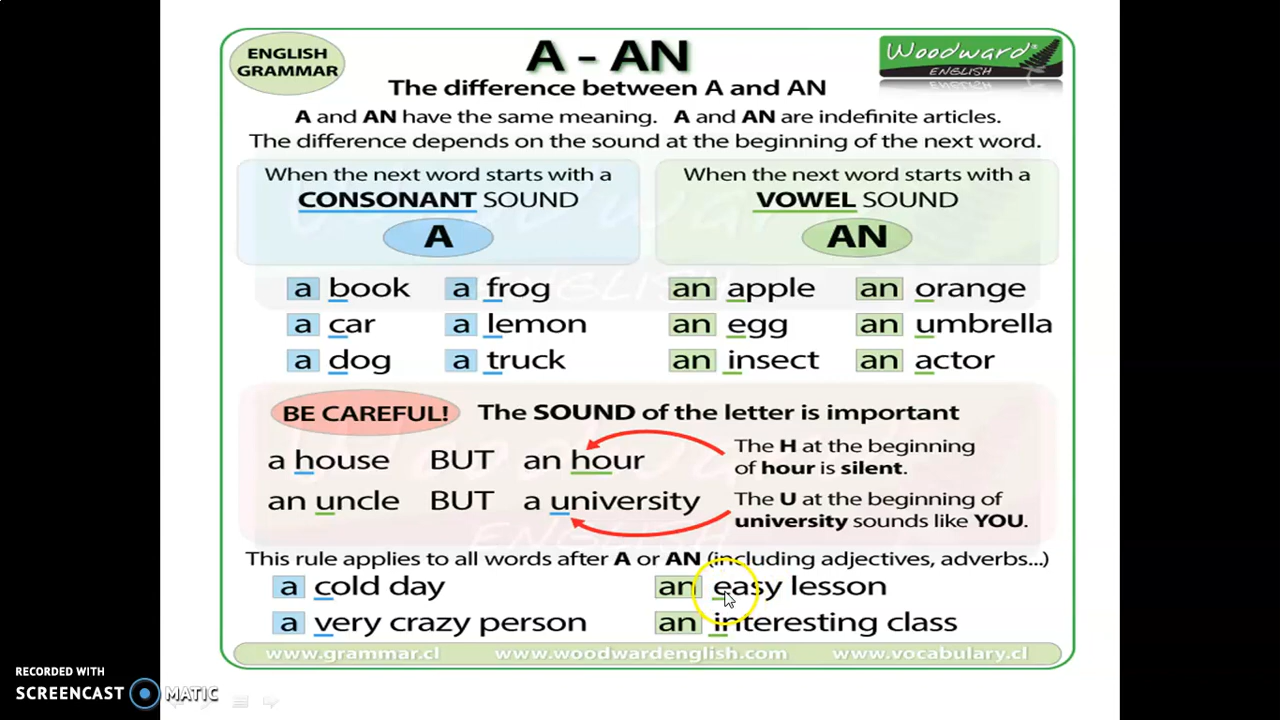 ENGLISH
GRAMMAR
A - AN
Woodward®
ENGLISH
The difference between A and AN
A and AN have the same meaning. A and AN are indefinite articles.
The difference depends on the sound at the beginning of the next word.
When the next word starts with a
CONSONANT SOUND
A
When the next word starts with a
VOWEL SOUND
AN
a book a frog an apple an orange
a car a lemon an egg an umbrella
a dog a truck an insect an actor
BE CAREFUL! The SOUND of the letter is important
a house BUT an hour
The H at the beginning
of hour is silent.
an uncle BUT a university
The U at the beginning of
university sounds like YOU.
This rule applies to all words after A or AN (including adjectives, adverbs...)
a cold day an easy lesson
a very crazy person an interesting class
www.grammar.cl www.woodwardenglish.com www.vocabulary.cl
RECORDED WITH
SCREENCAST MATIC